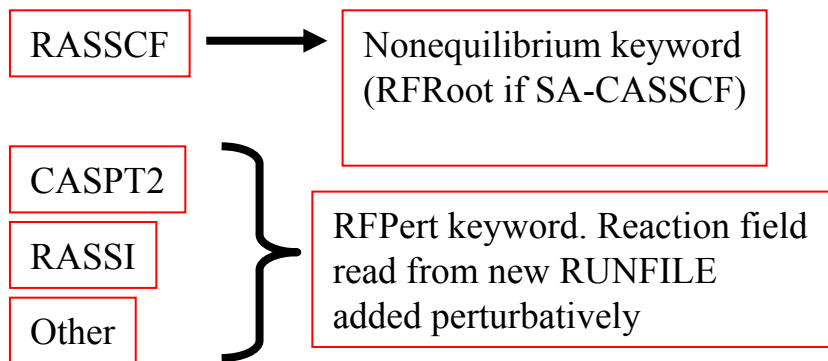 RASSCF
Nonequilibrium keyword
(RFRoot if SA-CASSCF)
CASPT2
RASSI
Other
RFPert keyword. Reaction field
read from new RUNFILE
added perturbatively